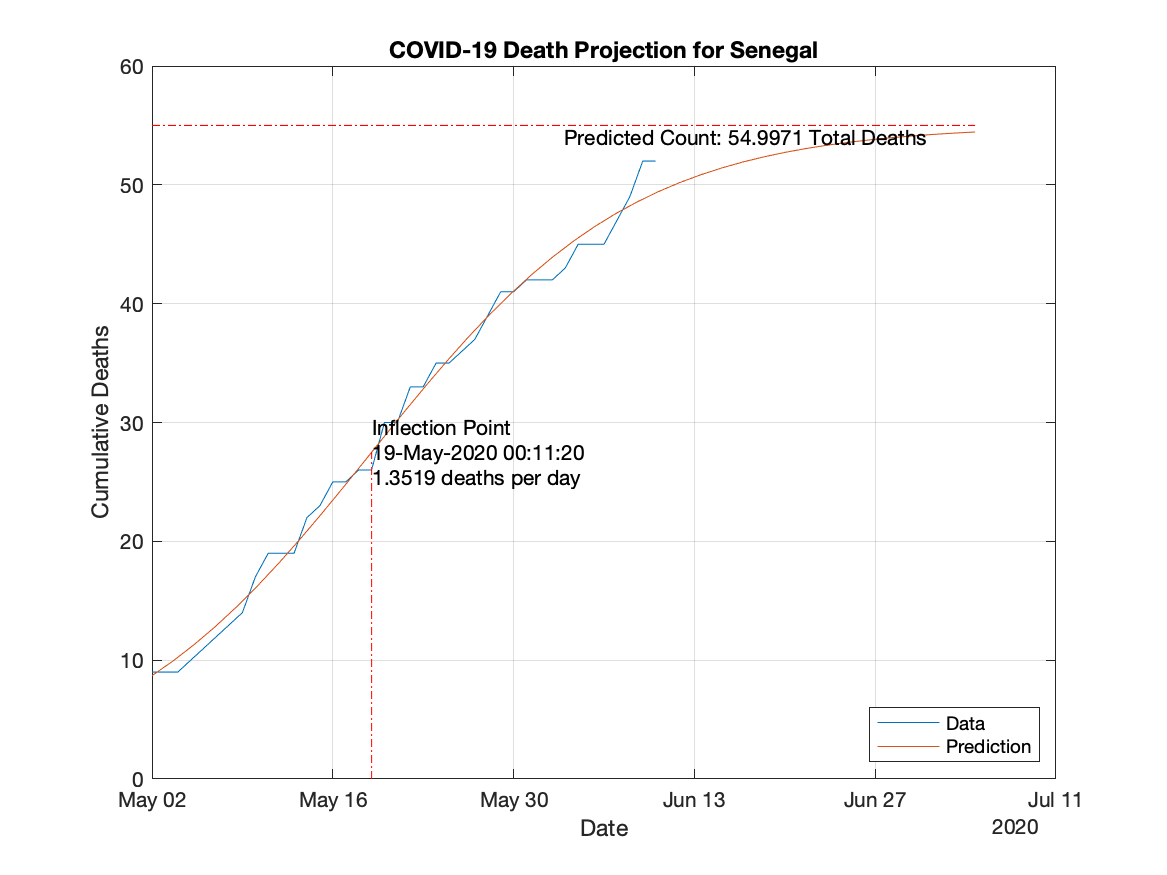 COVID-19 Death Projection for Senegal
60
50
40
30
20
10
0
Cumulative Deaths
Predicted Count: 54.9971 Total Deaths
Inflection Point
19-May-2020 00:11:20
1.3519 deaths per day
Data
Prediction
May 02
May 16
May 30
Jun 13
Jun 27
Jul 11
Date
2020